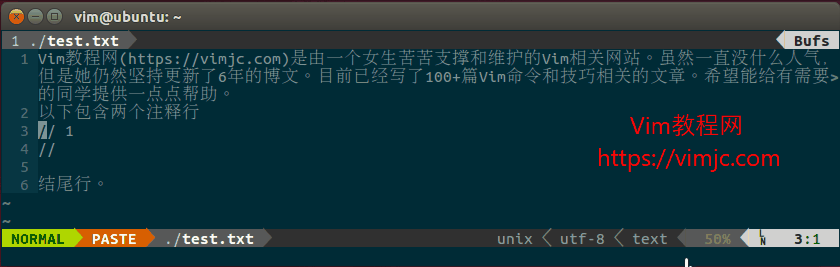 vim@ubuntu: ~
1 ./test.txt Bufs
1 Vim教程网(https://vimjc.com)是由一个女生苦苦支撑和维护的Vim相关网站。虽然一直没什么人气,
但是她仍然坚持更新了6年的博文。目前已经写了100+篇Vim命令和技巧相关的文章。希望能给有需要>
的同学提供一点点帮助。
2 以下包含两个注释行
3 // 1
4 //
5
6 结尾行。
~
~
Vim教程网
https://vimjc.com
NORMAL PASTE ./test.txt unix utf-8 text 50% LN 3:1